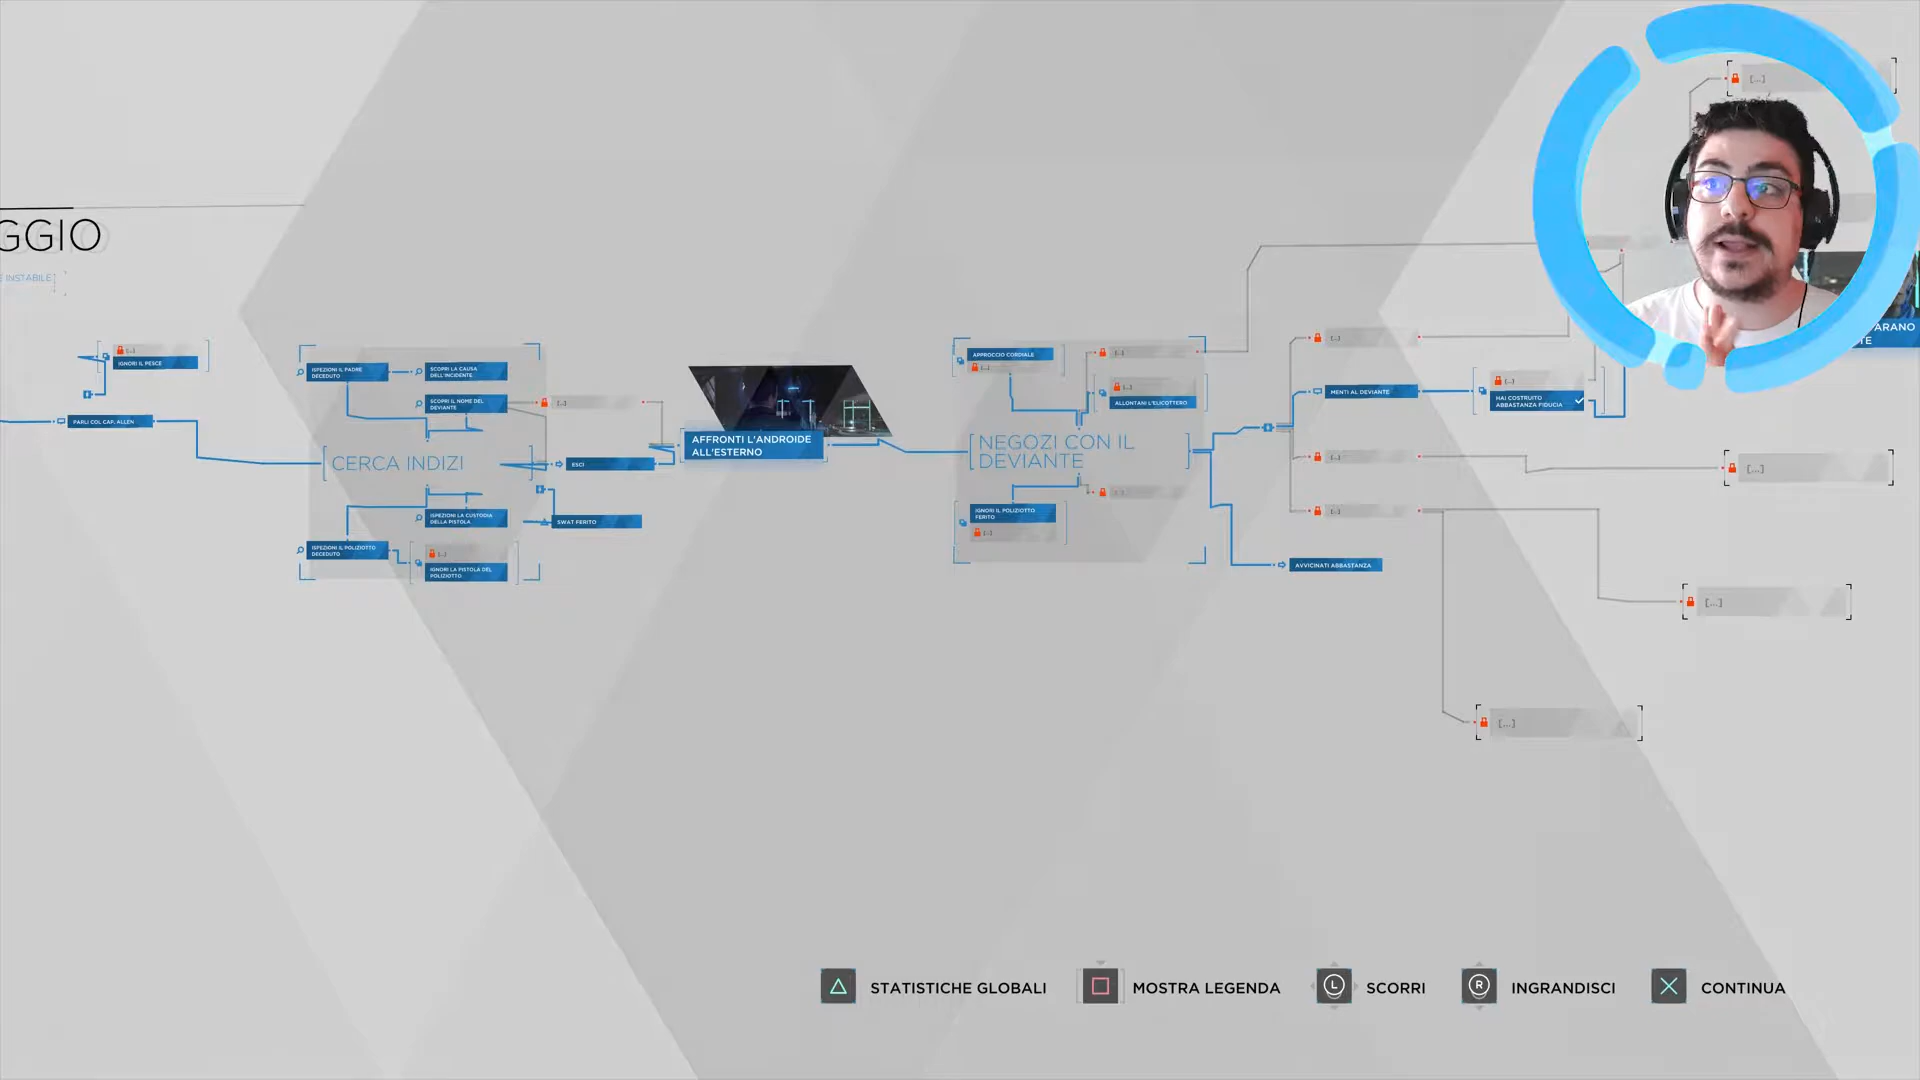 GGIO
E INSTABILE
[...]
IGNORI IL PESCE
PARLI COL CAP. ALLEN
ISPEZIONI IL PADRE
DECEDUTO
SCOPRI LA CAUSA
DELL'INCIDENTE
SCOPRI IL NOME DEL
DEVIANTE
[...]
CERCA INDIZI
ESCI
ISPEZIONI LA CUSTODIA
DELLA PISTOLA
SWAT FERITO
ISPEZIONI IL POLIZIOTTO
DECEDUTO
[...]
IGNORI LA PISTOLA DEL
POLIZIOTTO
AFFRONTI L'ANDROIDE
ALL'ESTERNO
APPROCCIO CORDIALE
[...]
[...]
[...]
ALLONTANI L'ELICOTTERO
NEGOZI CON IL
DEVIANTE
[...]
IGNORI IL POLIZIOTTO
FERITO
[...]
[...]
MENTI AL DEVIANTE
[...]
HAI COSTRUITO
ABBASTANZA FIDUCIA
[...]
[...]
AVVICINATI ABBASTANZA
[...]
ARANO
TE
[...]
[...]
[...]
STATISTICHE GLOBALI
MOSTRA LEGENDA
L
SCORRI
R
INGRANDISCI
CONTINUA